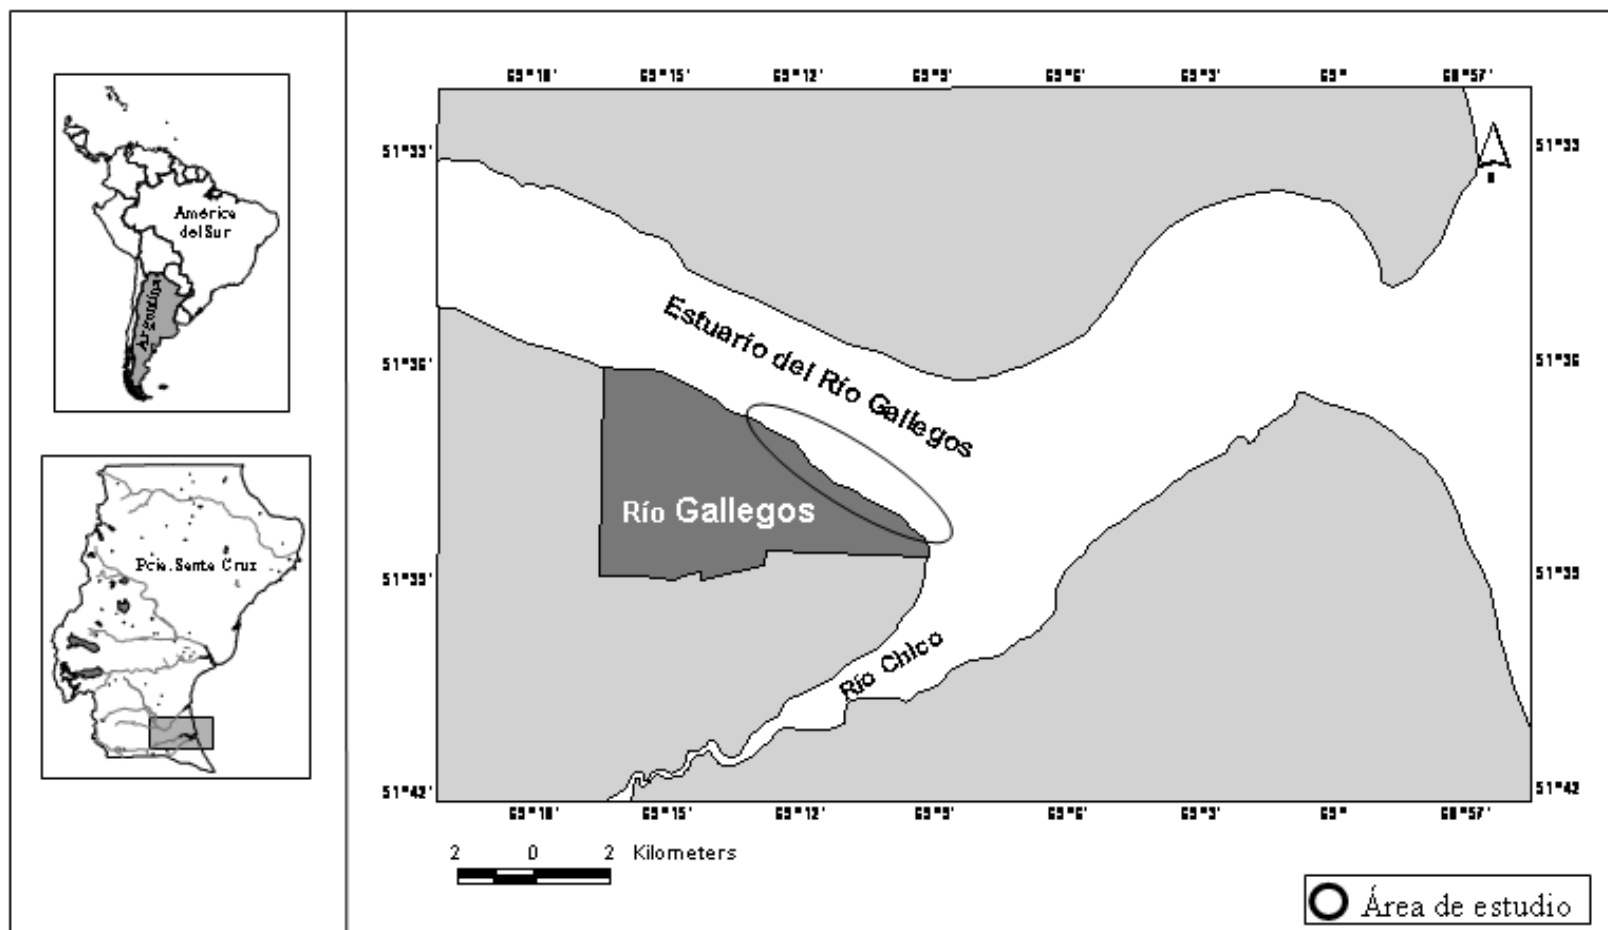 América
del Sur
Argentina
Pcia. Santa Cruz
69°18' 69°15' 69°12' 69°9' 69°6' 69°3' 69° 68°57'
51°33' 51°33
Estuario del Río Gallegos
51°36' 51°36
Río Gallegos
51°39' 51°39
Río Chico
51°42' 51°42
69°18' 69°15' 69°12' 69°9' 69°6' 69°3' 69° 68°57'
2 0 2 Kilometers
Área de estudio